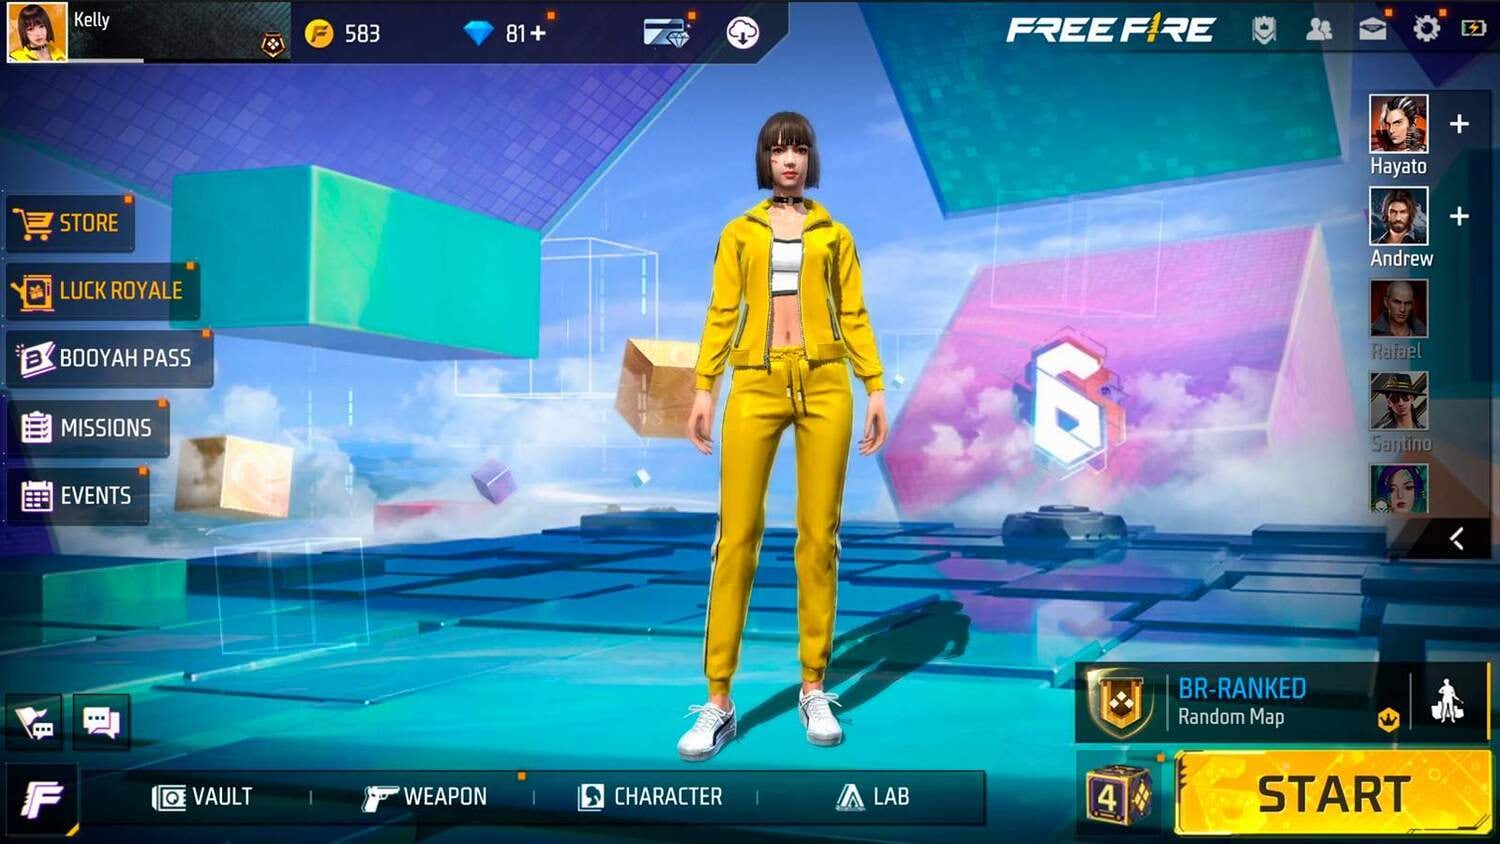 Kelly
583
81+
FREE FIRE
Hayato
Andrew
Rafael
Santino
STORE
LUCK ROYALE
BOOYAH PASS
MISSIONS
EVENTS
6
BR-RANKED
Random Map
VAULT
WEAPON
CHARACTER
LAB
4
START